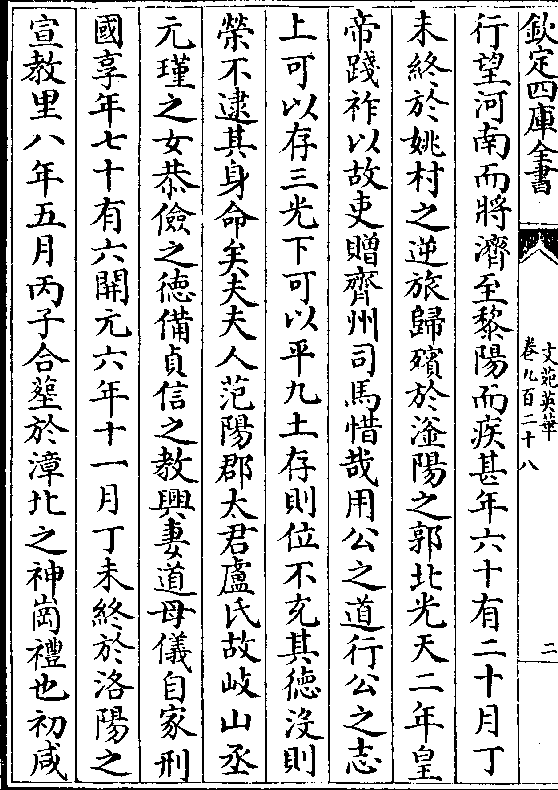 欽定四庫全書
文苑英華
卷九百二十八
二
行望河南而將濟至黎陽而疾甚年六十有二十月丁
未終於姚村之逆旅歸殯於滏陽之郭北光天二年皇
帝踐祚以故吏贈齊州司馬惜哉用公之道行公之志
上可以存三光下可以平九土存則位不充其徳沒則
榮不逮其身命矣夫夫人范陽郡太君盧氏故岐山丞
元瑾之女恭儉之徳備貞信之教興妻道母儀自家刑
國享年七十有六開元六年十一月丁未終於洛陽之
宣教里八年五月丙子合塟於漳北之神崗禮也初咸